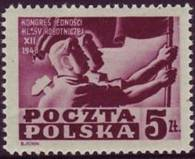 KONGRES JEDNOŚCI
KLASY ROBOTNICZEJ
XII
1948
POCZTA
POLSKA
5 ZŁ.